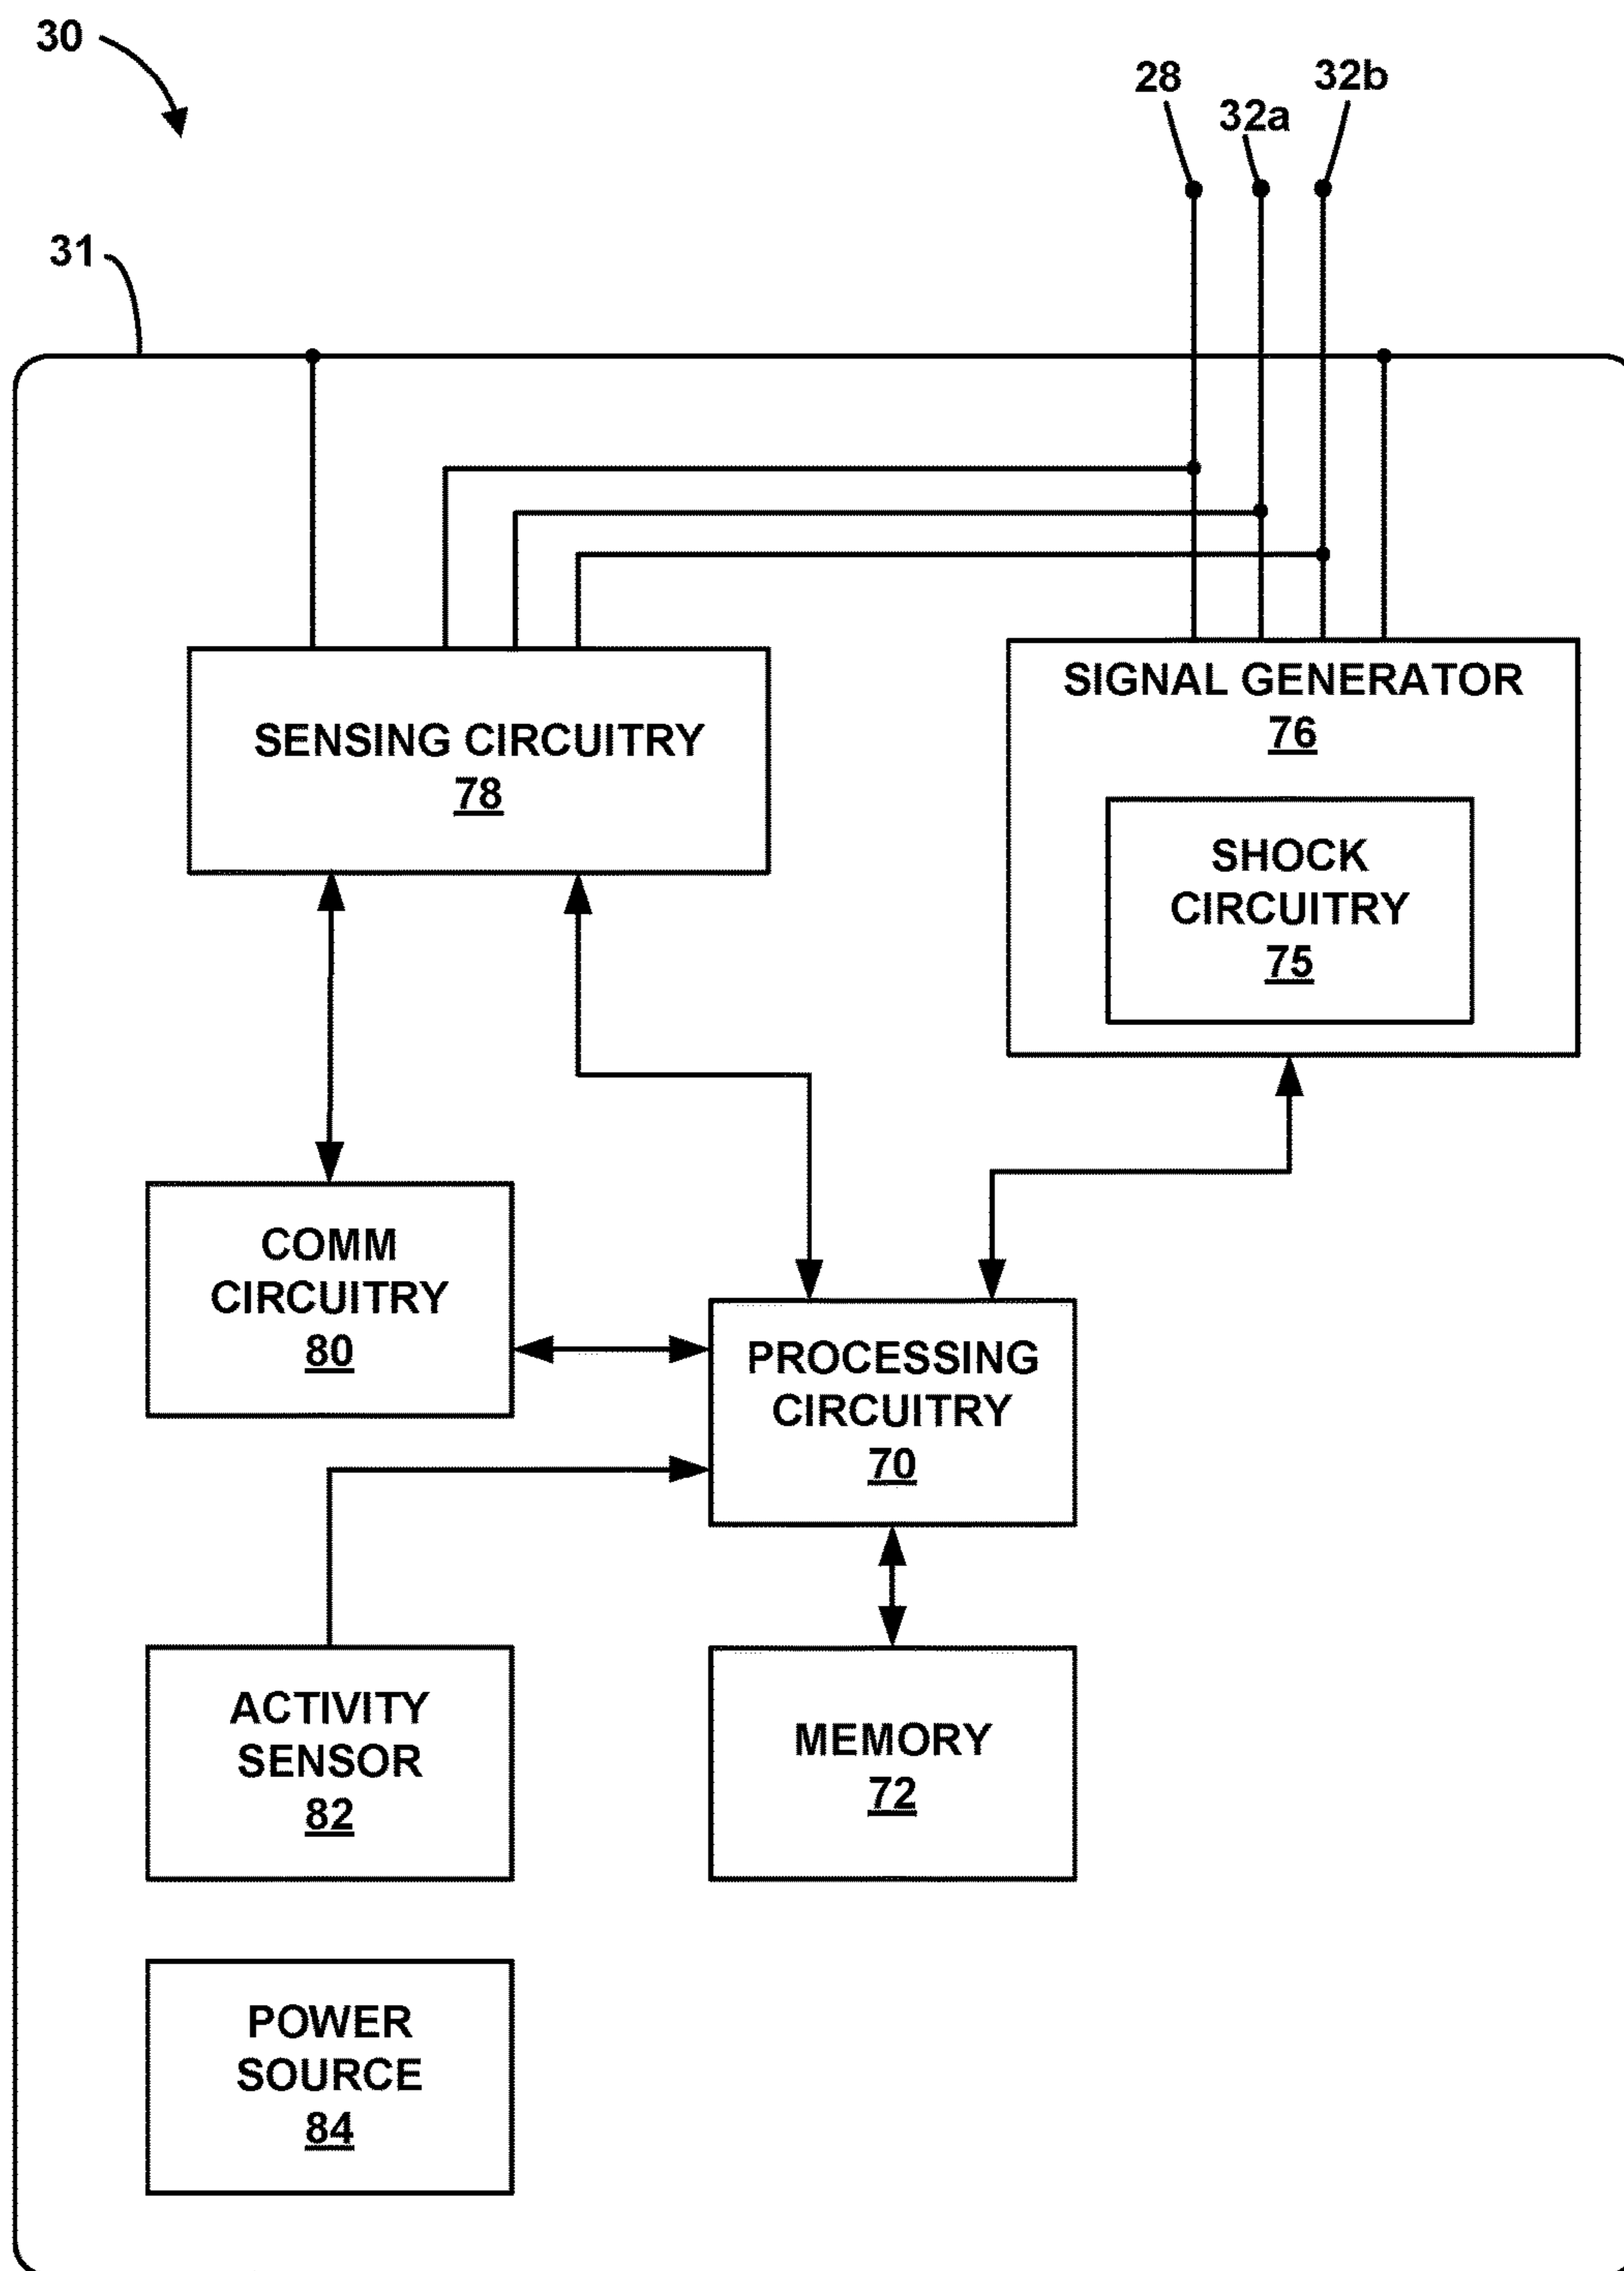 30
28
32a
32b
31
SENSING CIRCUITRY
78
SIGNAL GENERATOR
76
SHOCK
CIRCUITRY
75
COMM
CIRCUITRY
80
PROCESSING
CIRCUITRY
70
ACTIVITY
SENSOR
82
MEMORY
72
POWER
SOURCE
84